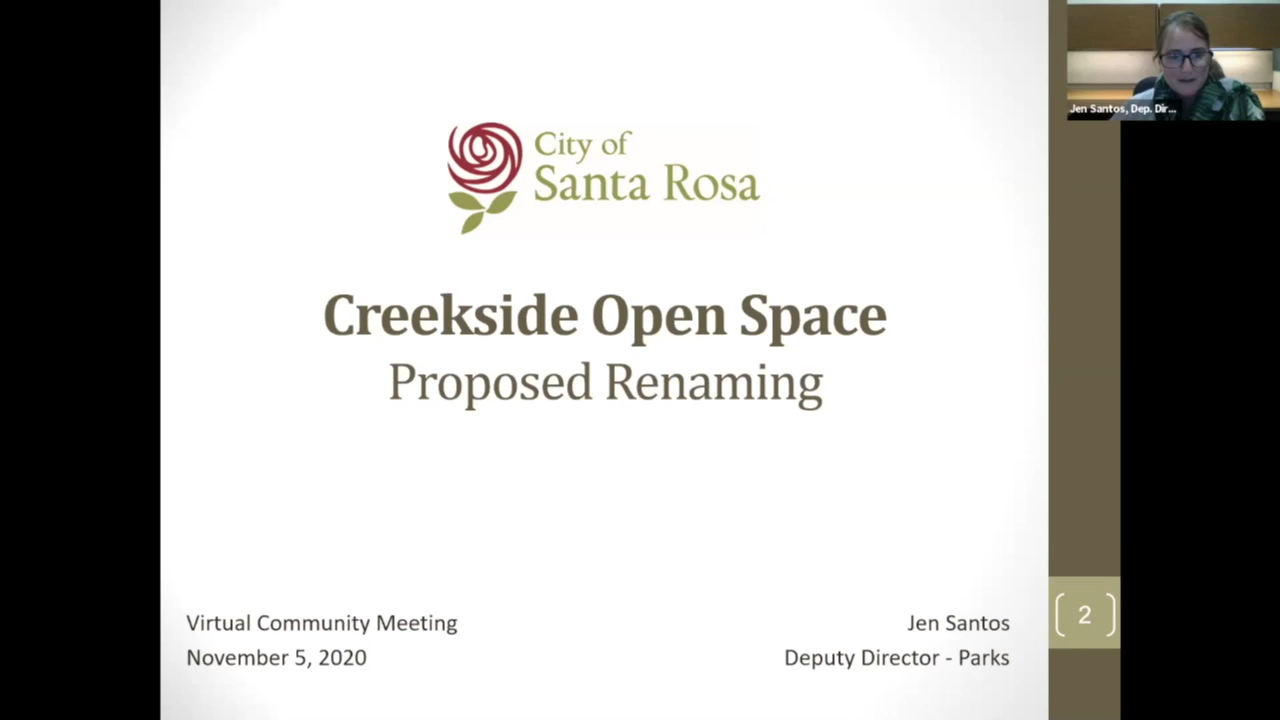 Jen Santos, Dep. Dir...
City of
Santa Rosa
Creekside Open Space
Proposed Renaming
Virtual Community Meeting
November 5, 2020
Jen Santos
Deputy Director - Parks
2